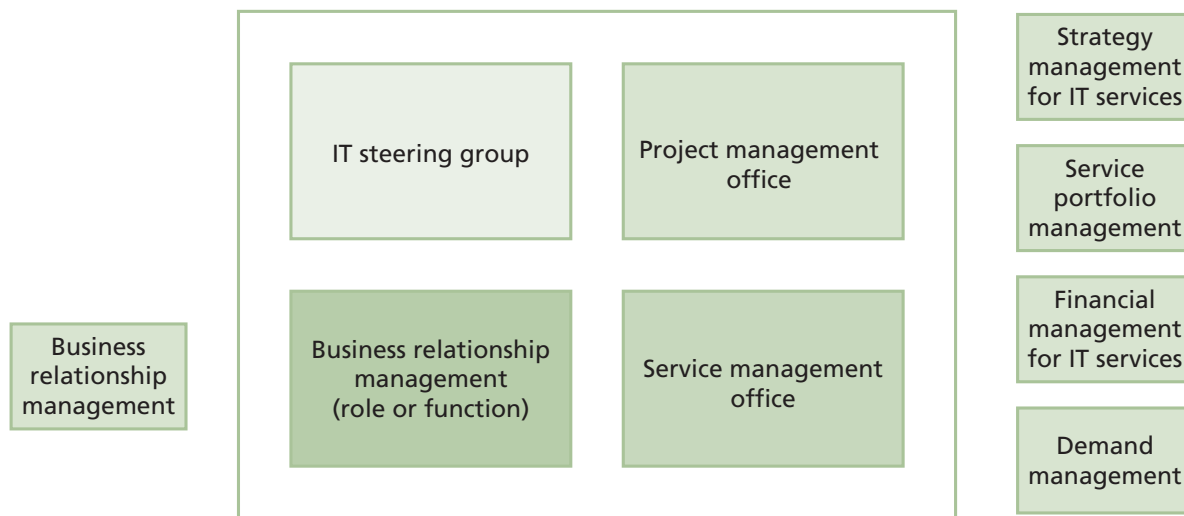 IT steering group
Project management
office
Business relationship
management
(role or function)
Service management
office
Business
relationship
management
Strategy
management
for IT services
Service
portfolio
management
Financial
management
for IT services
Demand
management